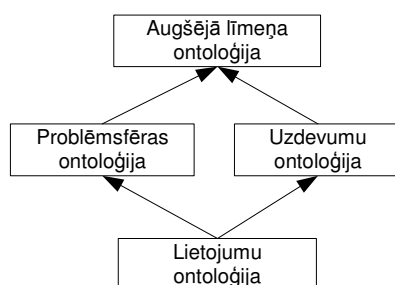 Augšējā līmeņa
ontoloģija
Problēmsfēras
ontoloģija
Uzdevumu
ontoloģija
Lietojumu
ontoloģija